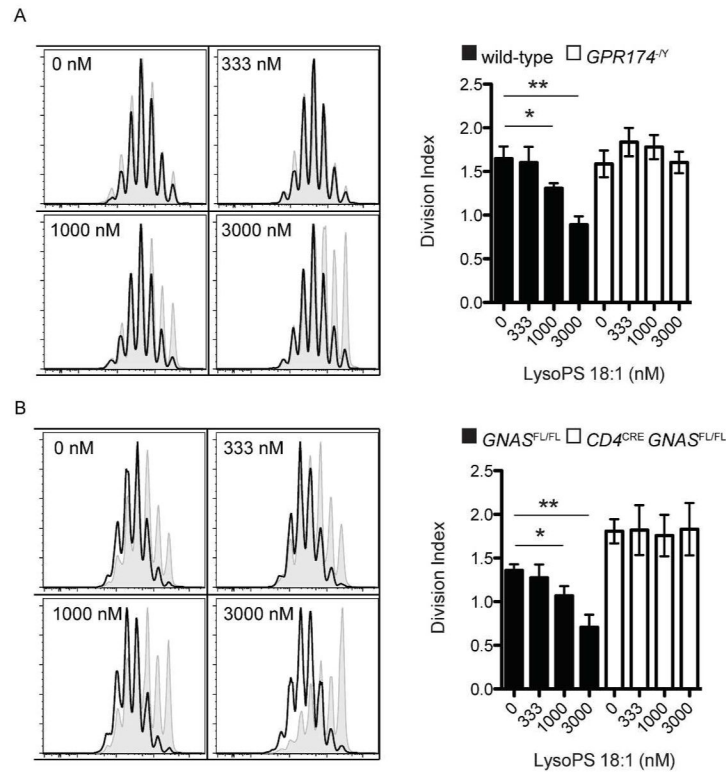 A
0 nM
333 nM
1000 nM
3000 nM
wild-type GPR174-/Y
**
*
2.5
2.0
1.5
1.0
0.5
0.0
Division Index
0 333 1000 3000 0 333 1000 3000
LysoPS 18:1 (nM)
B
0 nM
333 nM
1000 nM
3000 nM
GNASFL/FL CD4CRE GNASFL/FL
**
*
2.5
2.0
1.5
1.0
0.5
0.0
Division Index
0 333 1000 3000 0 333 1000 3000
LysoPS 18:1 (nM)